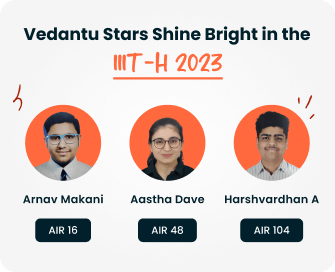 Vedantu Stars Shine Bright in the
IIIT-H 2023
Arnav Makani
Aastha Dave
Harshvardhan A
AIR 16
AIR 48
AIR 104